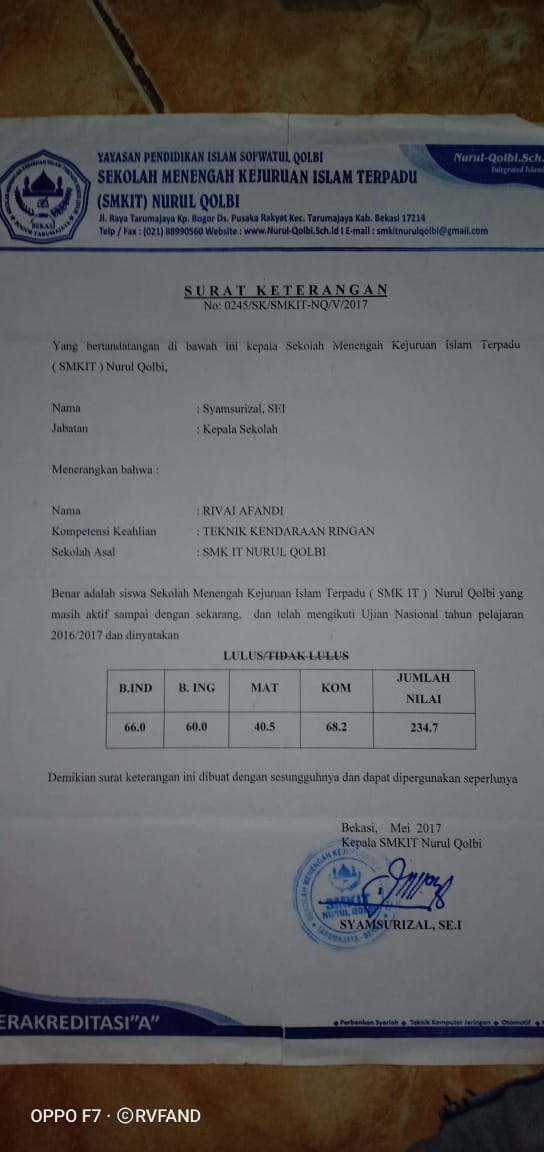 YAYASAN PENDIDIKAN ISLAM SOFWATUL QOLBI
SEKOLAH MENENGAH KEJURUAN ISLAM TERPADU
(SMKIT) NURUL QOLBI
Jl. Raya Tarumajaya Kp. Bogor Ds. Pusaka Rakyat Kec. Tarumajaya Kab. Bekasi 17214
Telp / Fax : (021) 88990560 Website : www.Nurul-Qolbi.Sch.id I E-mail : smkitnurulqolbi@gmail.com
Nurul-Qolbi.Sch.
Integrated Islami
BEKASI
SURAT KETERANGAN
No: 0245/SK/SMKIT-NQ/V/2017
Yang bertandatangan di bawah ini kepala Sekolah Menengah Kejuruan Islam Terpadu
( SMKIT ) Nurul Qolbi,
Nama : Syamsurizal, SEI
Jabatan : Kepala Sekolah
Menerangkan bahwa :
Nama : RIVAI AFANDI
Kompetensi Keahlian : TEKNIK KENDARAAN RINGAN
Sekolah Asal : SMK IT NURUL QOLBI
Benar adalah siswa Sekolah Menengah Kejuruan Islam Terpadu ( SMK IT ) Nurul Qolbi yang
masih aktif sampai dengan sekarang, dan telah mengikuti Ujian Nasional tahun pelajaran
2016/2017 dan dinyatakan
LULUS/TIDAK LULUS
B.IND B. ING MAT KOM JUMLAH NILAI
66.0 60.0 40.5 68.2 234.7
Demikian surat keterangan ini dibuat dengan sesungguhnya dan dapat dipergunakan seperlunya
Bekasi, Mei 2017
Kepala SMKIT Nurul Qolbi
SMKIT
NURUL QOLBI
SYAMSURIZAL, SE.I
ERAKREDITASI"A"
Perbankan Syariah ◆ Teknik Komputer Jaringan ◆ Otomotif ◆
OPPO F7 · ©RVFAND